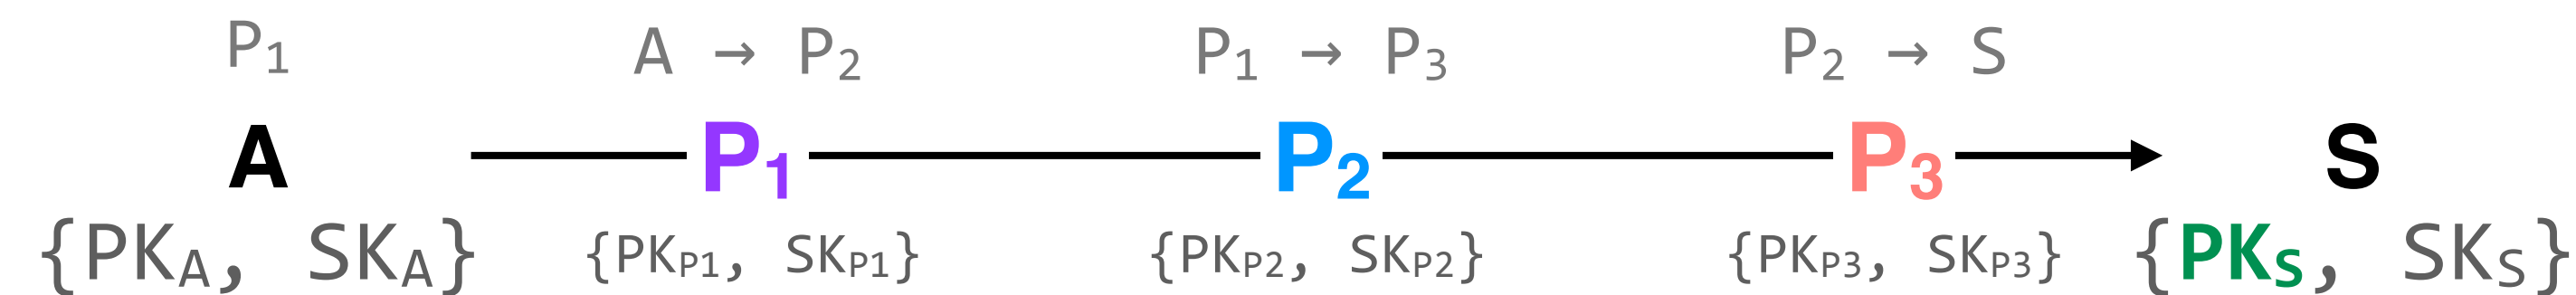 P₁ A → P₂ P₁ → P₃ P₂ → S
A P₁ P₂ P₃ S
{PKA, SKA} {PKP1, SKP1} {PKP2, SKP2} {PKP3, SKP3} {PKS, SKS}